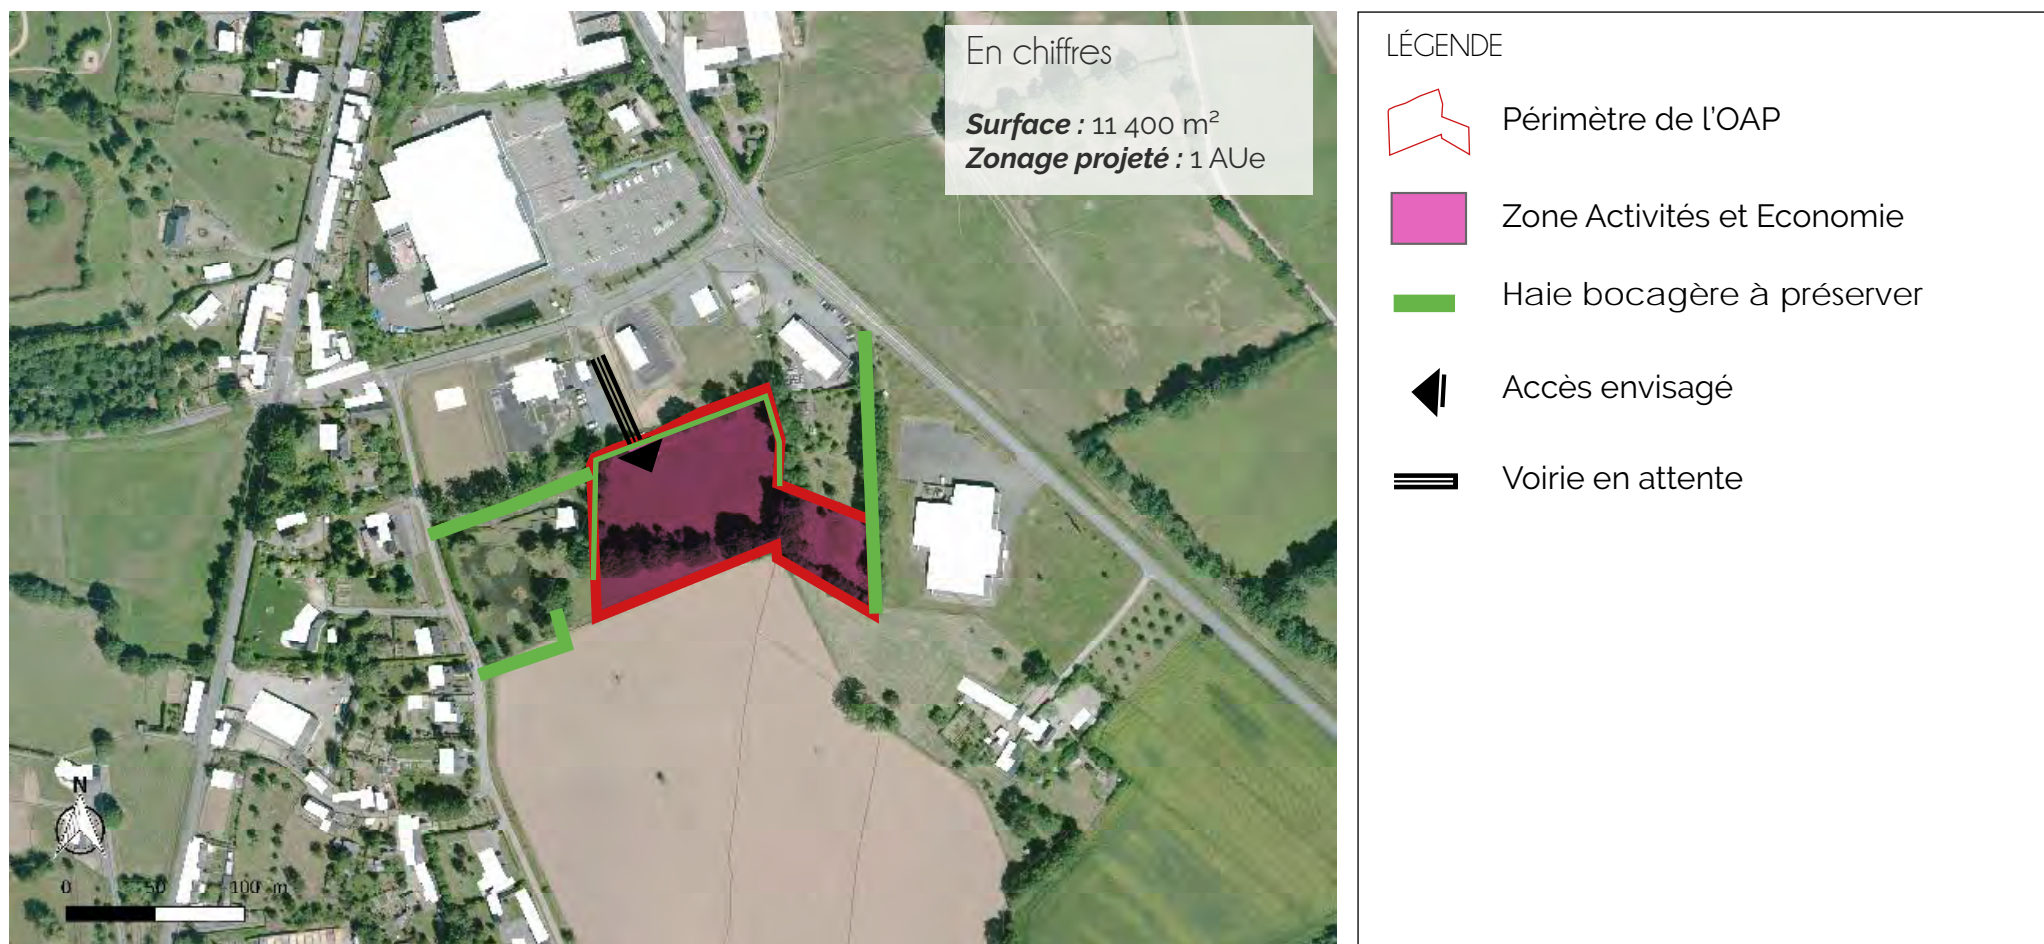 En chiffres
Surface : 11 400 m²
Zonage projeté : 1 AUe
N
0 50 100 m
LÉGENDE
Périmètre de l'OAP
Zone Activités et Economie
Haie bocagère à préserver
Accès envisagé
Voirie en attente